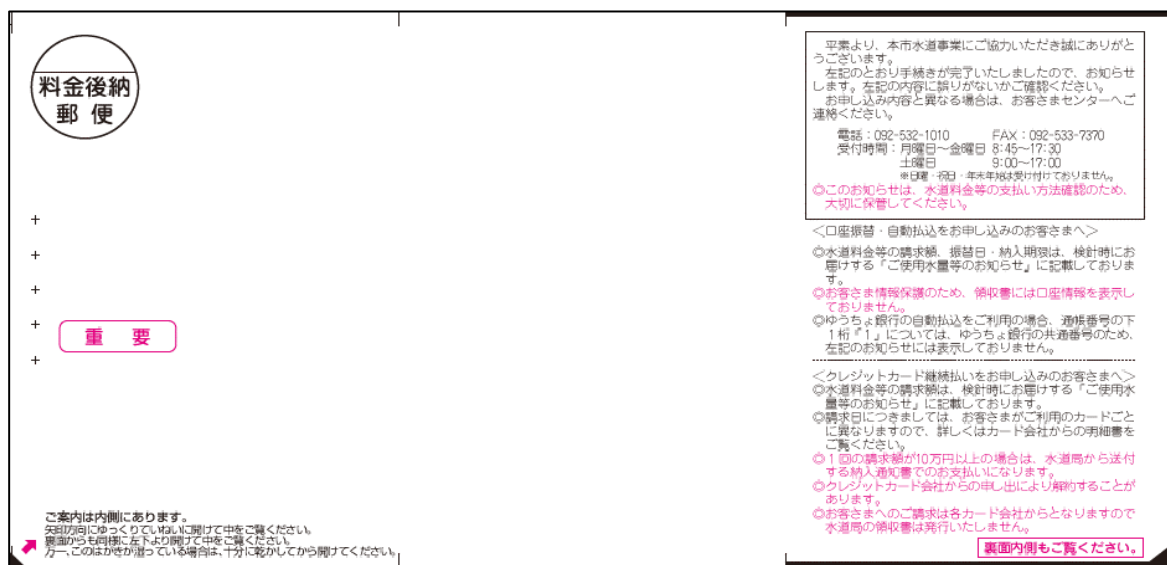 料金後納
郵便
＋
＋
＋
＋
＋
重要
ご案内は内側にあります。
矢印方向にゆっくりていねいに開けて中をご覧ください。
裏面からも同様に左下より開けて中をご覧ください。
万一、このはがきが湿っている場合は、十分に乾かしてから開けてください。
平素より、本市水道事業にご協力いただき誠にありがと
うございます。
左記のとおり手続きが完了いたしましたので、お知らせ
します。左記の内容に誤りがないかご確認ください。
お申し込み内容と異なる場合は、お客さまセンターへご
連絡ください。
電話：092-532-1010 FAX：092-533-7370
受付時間：月曜日～金曜日 8:45～17:30
土曜日 9:00～17:00
※日曜・祝日・年末年始は受け付けておりません。
◎このお知らせは、水道料金等の支払い方法確認のため、
大切に保管してください。
＜口座振替・自動払込をお申し込みのお客さまへ＞
◎水道料金等の請求額、振替日・納入期限は、検針時にお
届けする「ご使用水量等のお知らせ」に記載しておりま
す。
◎お客さま情報保護のため、領収書には口座情報を表示し
ておりません。
◎ゆうちょ銀行の自動払込をご利用の場合、通帳番号の下
１桁『１』については、ゆうちょ銀行の共通番号のため、
左記のお知らせには表示しておりません。
＜クレジットカード継続払いをお申し込みのお客さまへ＞
◎水道料金等の請求額は、検針時にお届けする「ご使用水
量等のお知らせ」に記載しております。
◎請求日につきましては、お客さまがご利用のカードごと
に異なりますので、詳しくはカード会社からの明細書を
ご覧ください。
◎１回の請求額が10万円以上の場合は、水道局から送付
する納入通知書でのお支払いになります。
◎クレジットカード会社からの申し出により解約することが
あります。
◎お客さまへのご請求は各カード会社からとなりますので
水道局の領収書は発行いたしません。
裏面内側もご覧ください。